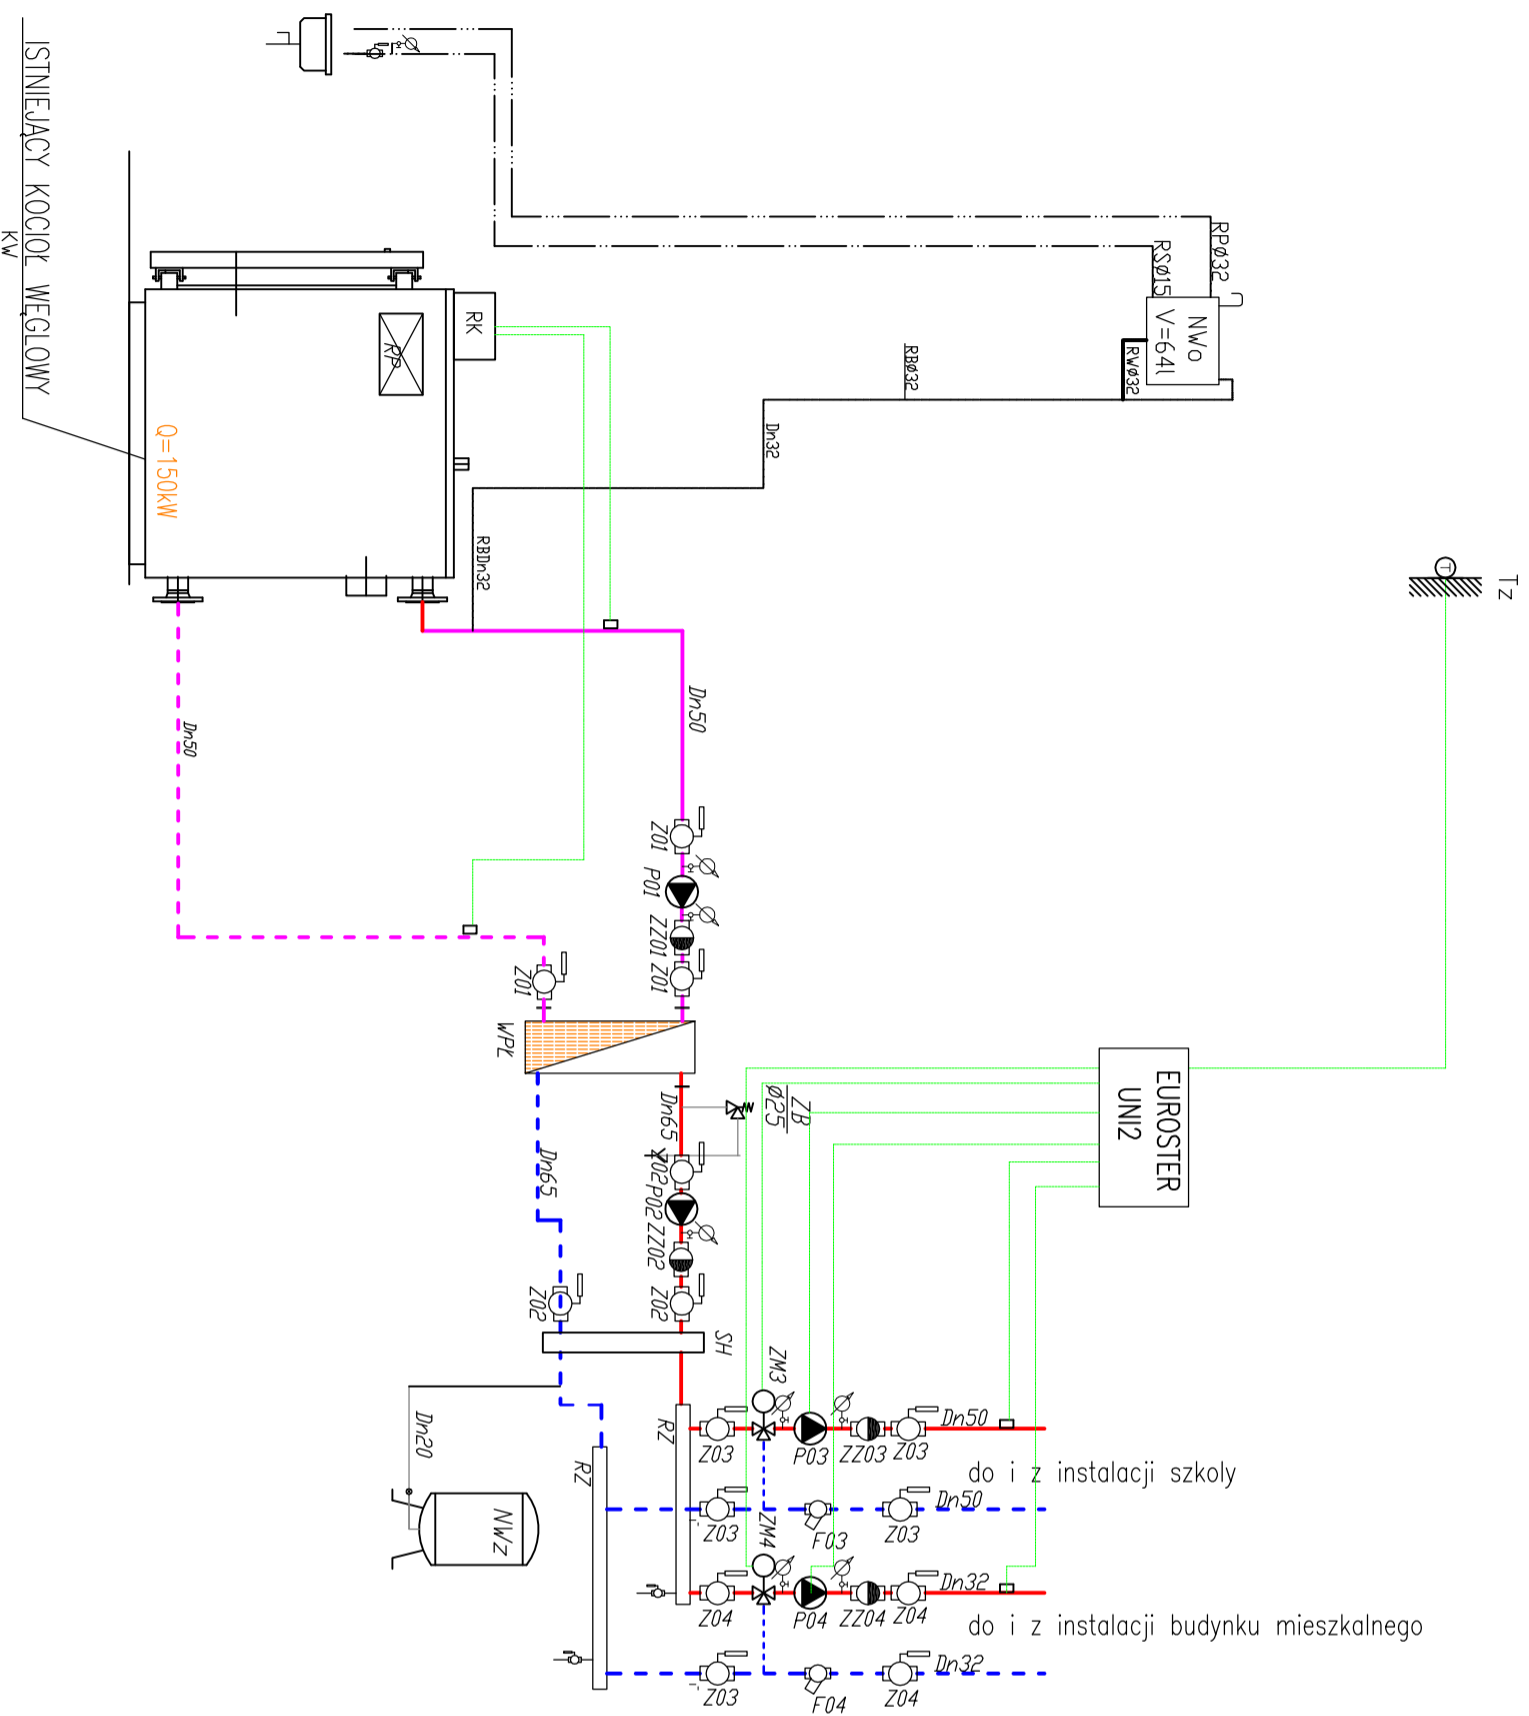 ISTNIEJĄCY KOCIOŁ WĘGLOWY
KW
Q=150kW
RP
RK
RPø32
RSø15
NWo
V=64l
RWø32
RBø32
Dn32
RBDn32
Tz
T
Dn50
Dn50
Z01
P01
ZZ01
Z01
Z01
WPŁ
EUROSTER
UNI2
ZB
ø25
Dn65
Z02
P02
ZZ02
Z02
Dn65
Z02
SH
Dn20
NWz
RZ
RZ
ZM3
Z03
P03
ZZ03
Z03
Dn50
do i z instalacji szkoly
Z03
F03
Z03
Dn50
ZM4
Z04
P04
ZZ04
Z04
Dn32
do i z instalacji budynku mieszkalnego
Z03
F04
Z04
Dn32